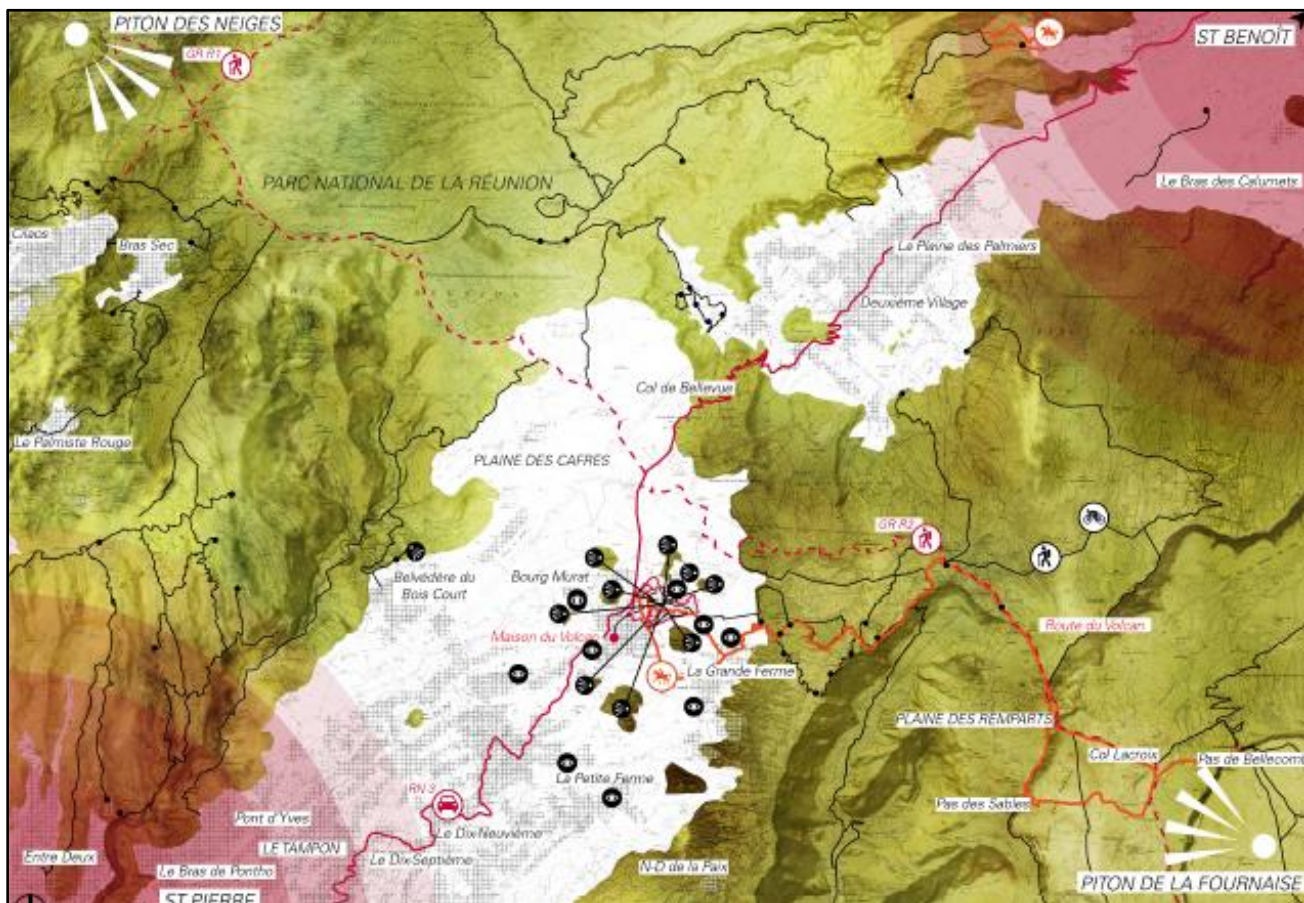 PITON DES NEIGES
ST BENOÎT
GR R1
PARC NATIONAL DE LA RÉUNION
Le Bras des Calumets
Cilaos
Bras Sec
La Plaine des Palmiers
Deuxième Village
Col de Bellevue
Le Palmiste Rouge
PLAINE DES CAFRES
GR R2
Belvédère du
Bois Court
Bourg Murat
Maison du Volcan
Route du Volcan
La Grande Ferme
PLAINE DES REMPARTS
Col Lacroix
Pas de Bellecomb
La Petite Ferme
RN 3
Pas des Sables
Pont d'Yves
Le Dix Neuvième
LE TAMPON
Entre Deux
Le Dix Septième
Le Bras de Pontho
N-D de la Paix
PITON DE LA FOURNAISE
ST PIERRE